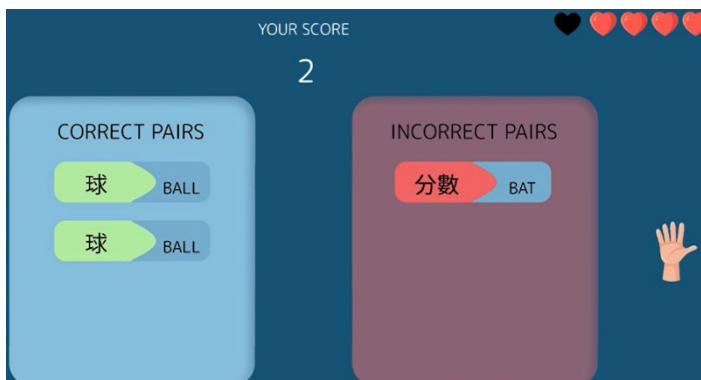 YOUR SCORE
2
CORRECT PAIRS
球 BALL
球 BALL
INCORRECT PAIRS
分數 BAT